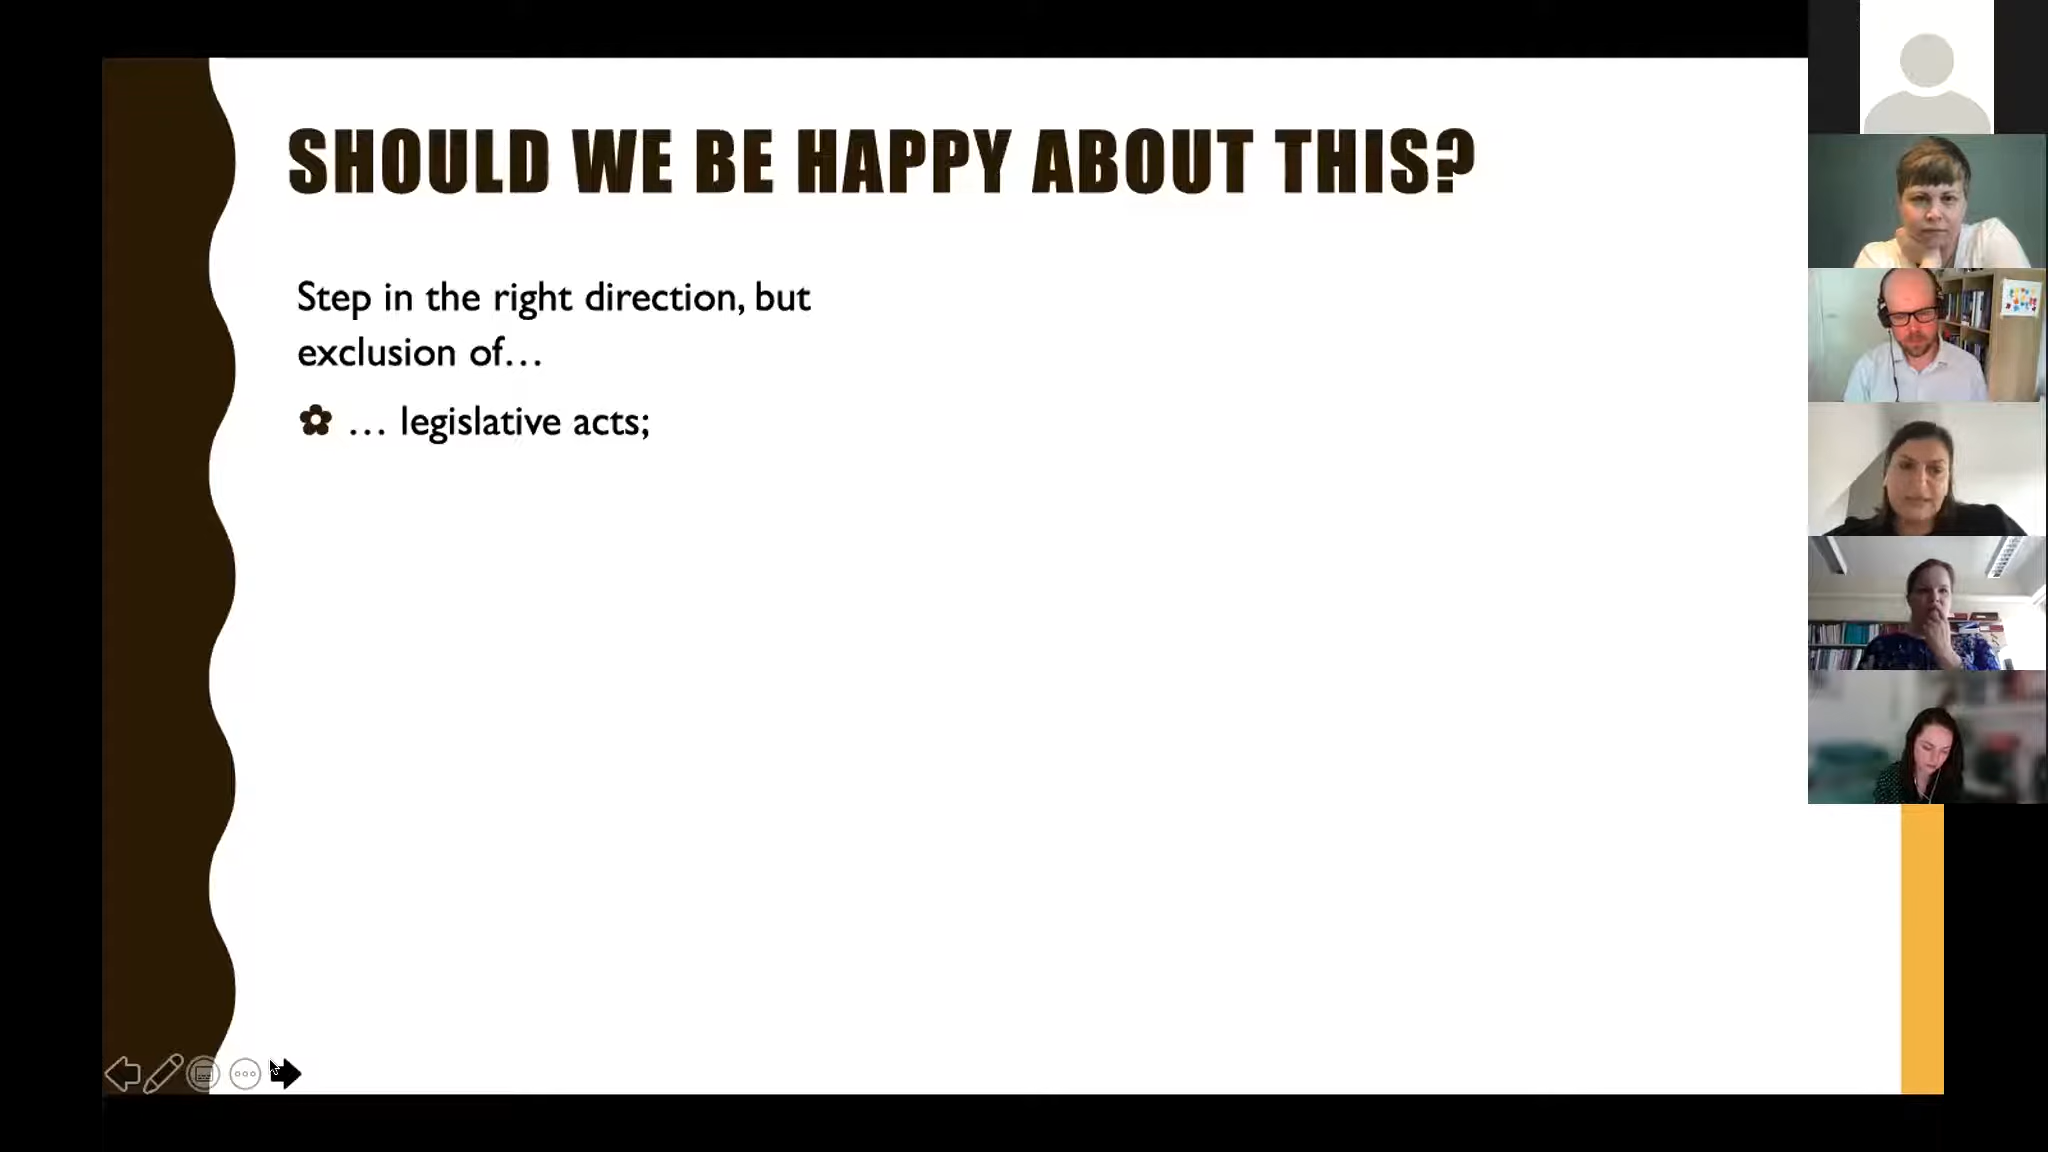 SHOULD WE BE HAPPY ABOUT THIS?
Step in the right direction, but
exclusion of…
… legislative acts;